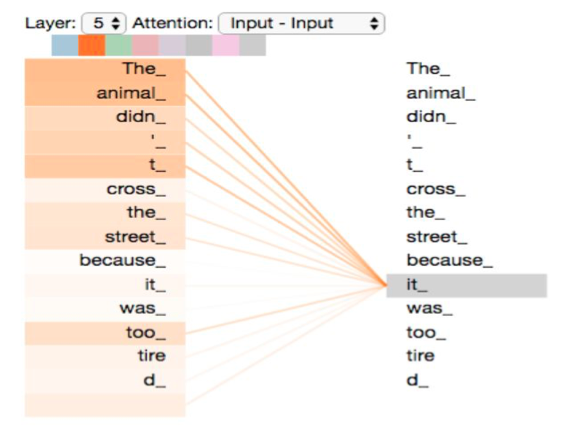 Layer: 5 Attention: Input - Input
The_ The_
animal_ animal_
didn_ didn_
'_ '_
t_ t_
cross_ cross_
the_ the_
street_ street_
because_ because_
it_ it_
was_ was_
too_ too_
tire tire
d_ d_